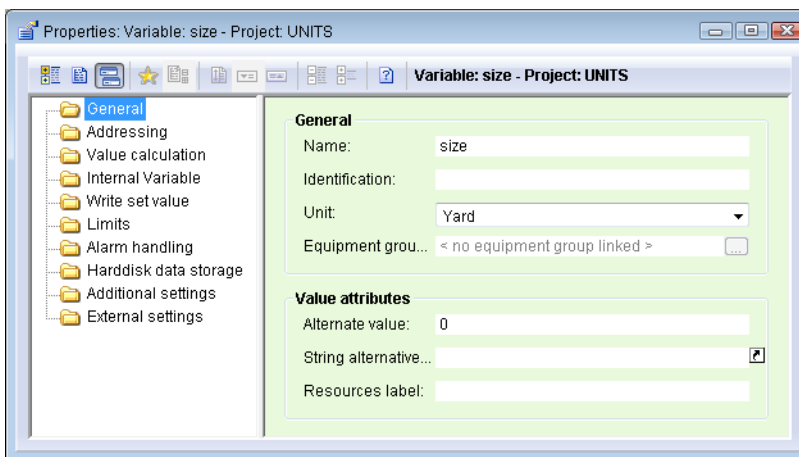 Properties: Variable: size - Project: UNITS
Variable: size - Project: UNITS
General
Addressing
Value calculation
Internal Variable
Write set value
Limits
Alarm handling
Harddisk data storage
Additional settings
External settings
General
Name: size
Identification:
Unit: Yard
Equipment grou... < no equipment group linked > ...
Value attributes
Alternate value: 0
String alternative...
Resources label: